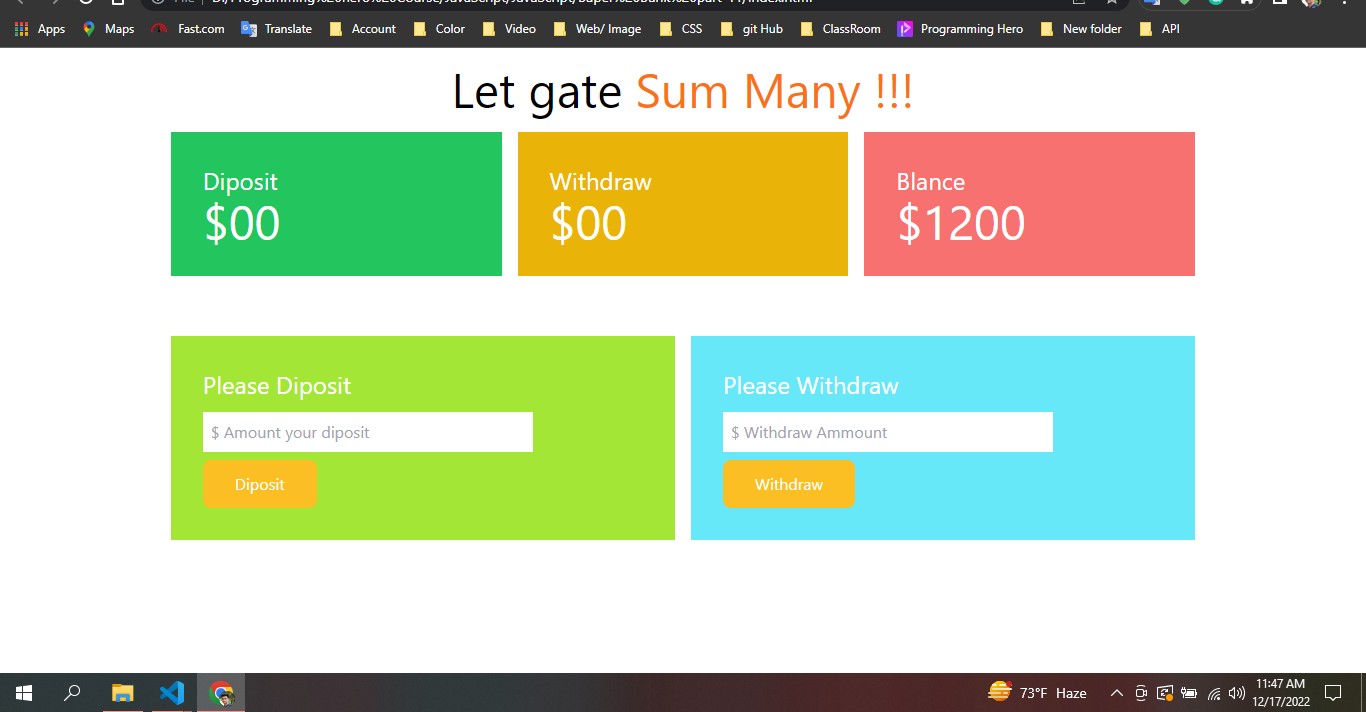 Apps Maps Fast.com Translate Account Color Video Web/ Image CSS git Hub ClassRoom Programming Hero New folder API
Let gate Sum Many !!!
Diposit Withdraw Blance
$00 $00 $1200
Please Diposit Please Withdraw
$ Amount your diposit $ Withdraw Ammount
Diposit Withdraw
73°F Haze 11:47 AM
12/17/2022